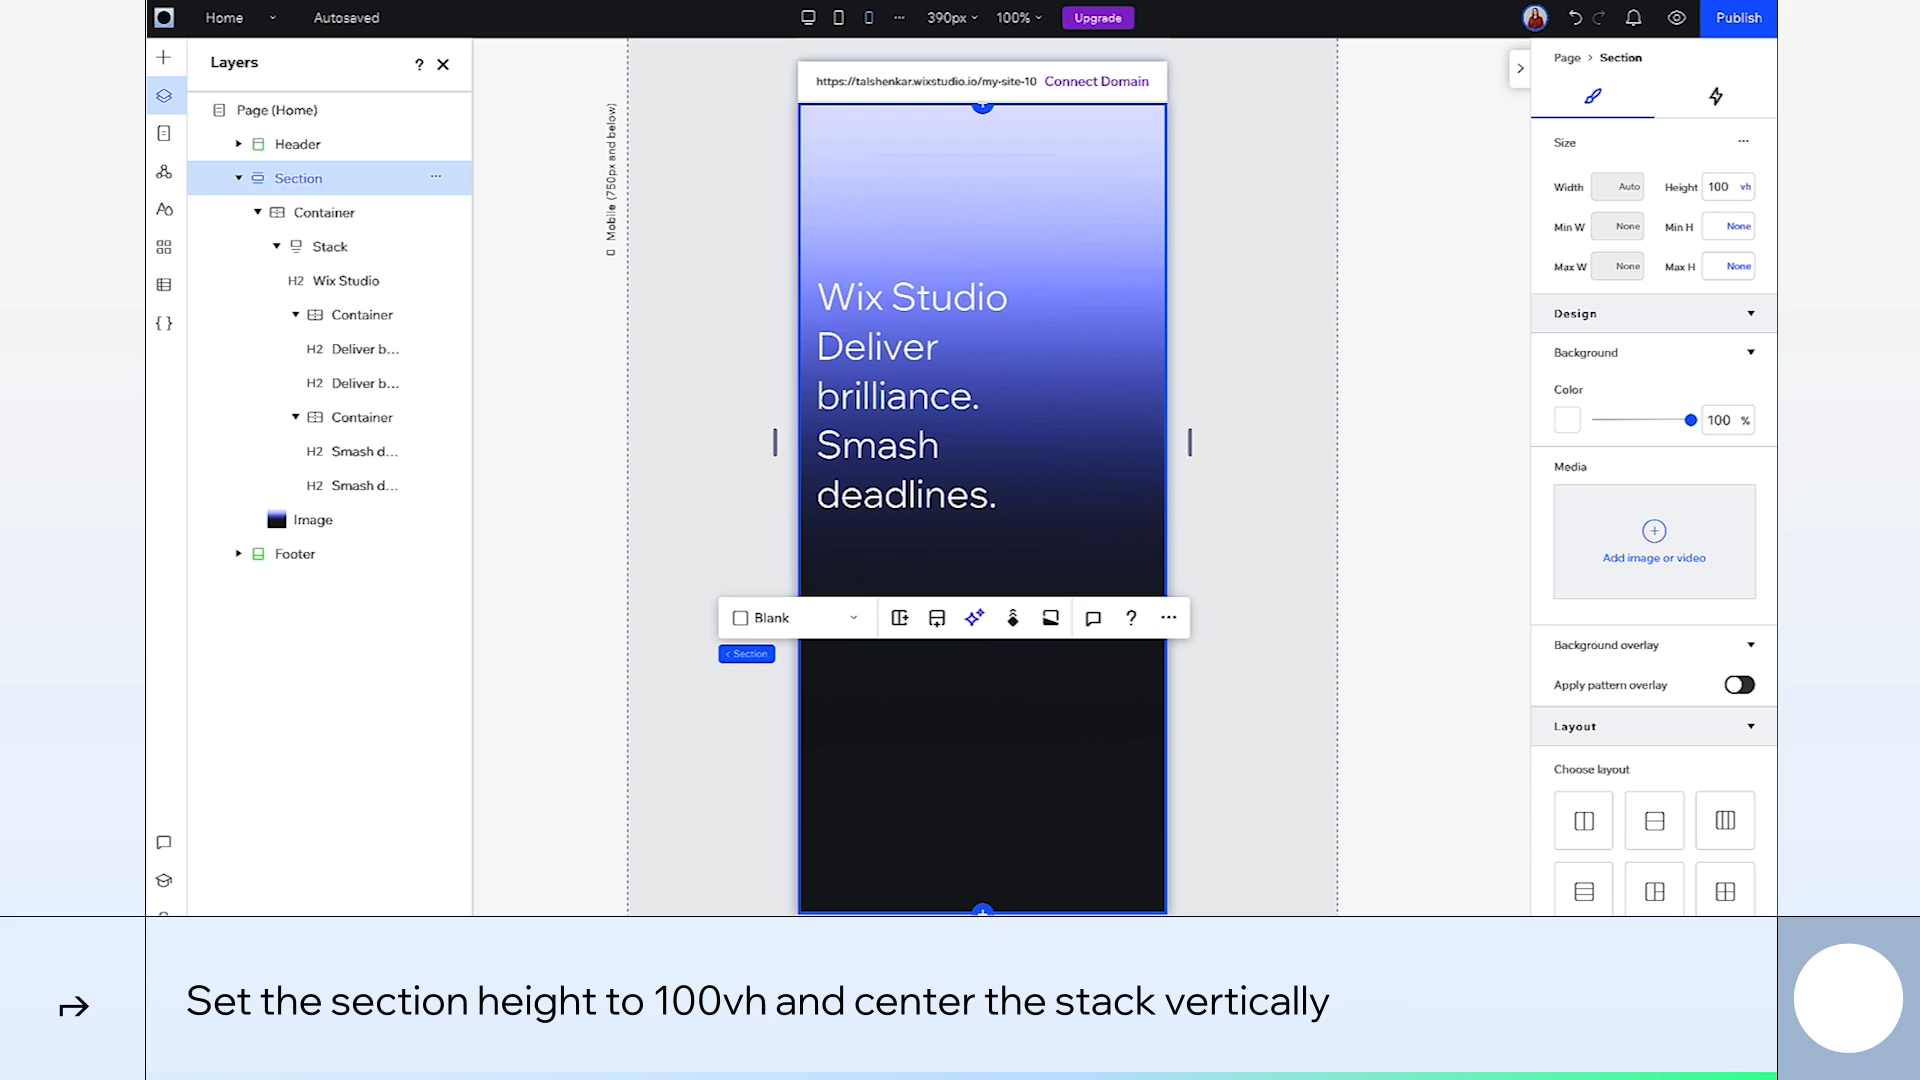 Home
Autosaved
390px
100%
Upgrade
Publish
Layers
?
Page (Home)
Header
Section
Container
Stack
H2 Wix Studio
Container
H2 Deliver b...
H2 Deliver b...
Container
H2 Smash d...
H2 Smash d...
Image
Footer
Mobile (750px and below)
https://talshenkar.wixstudio.io/my-site-10 Connect Domain
Wix Studio
Deliver
brilliance.
Smash
deadlines.
Blank
?
< Section
Page > Section
Size
Width Auto Height 100 vh
Min W None Min H None
Max W None Max H None
Design
Background
Color
100 %
Media
Add image or video
Background overlay
Apply pattern overlay
Layout
Choose layout
Set the section height to 100vh and center the stack vertically